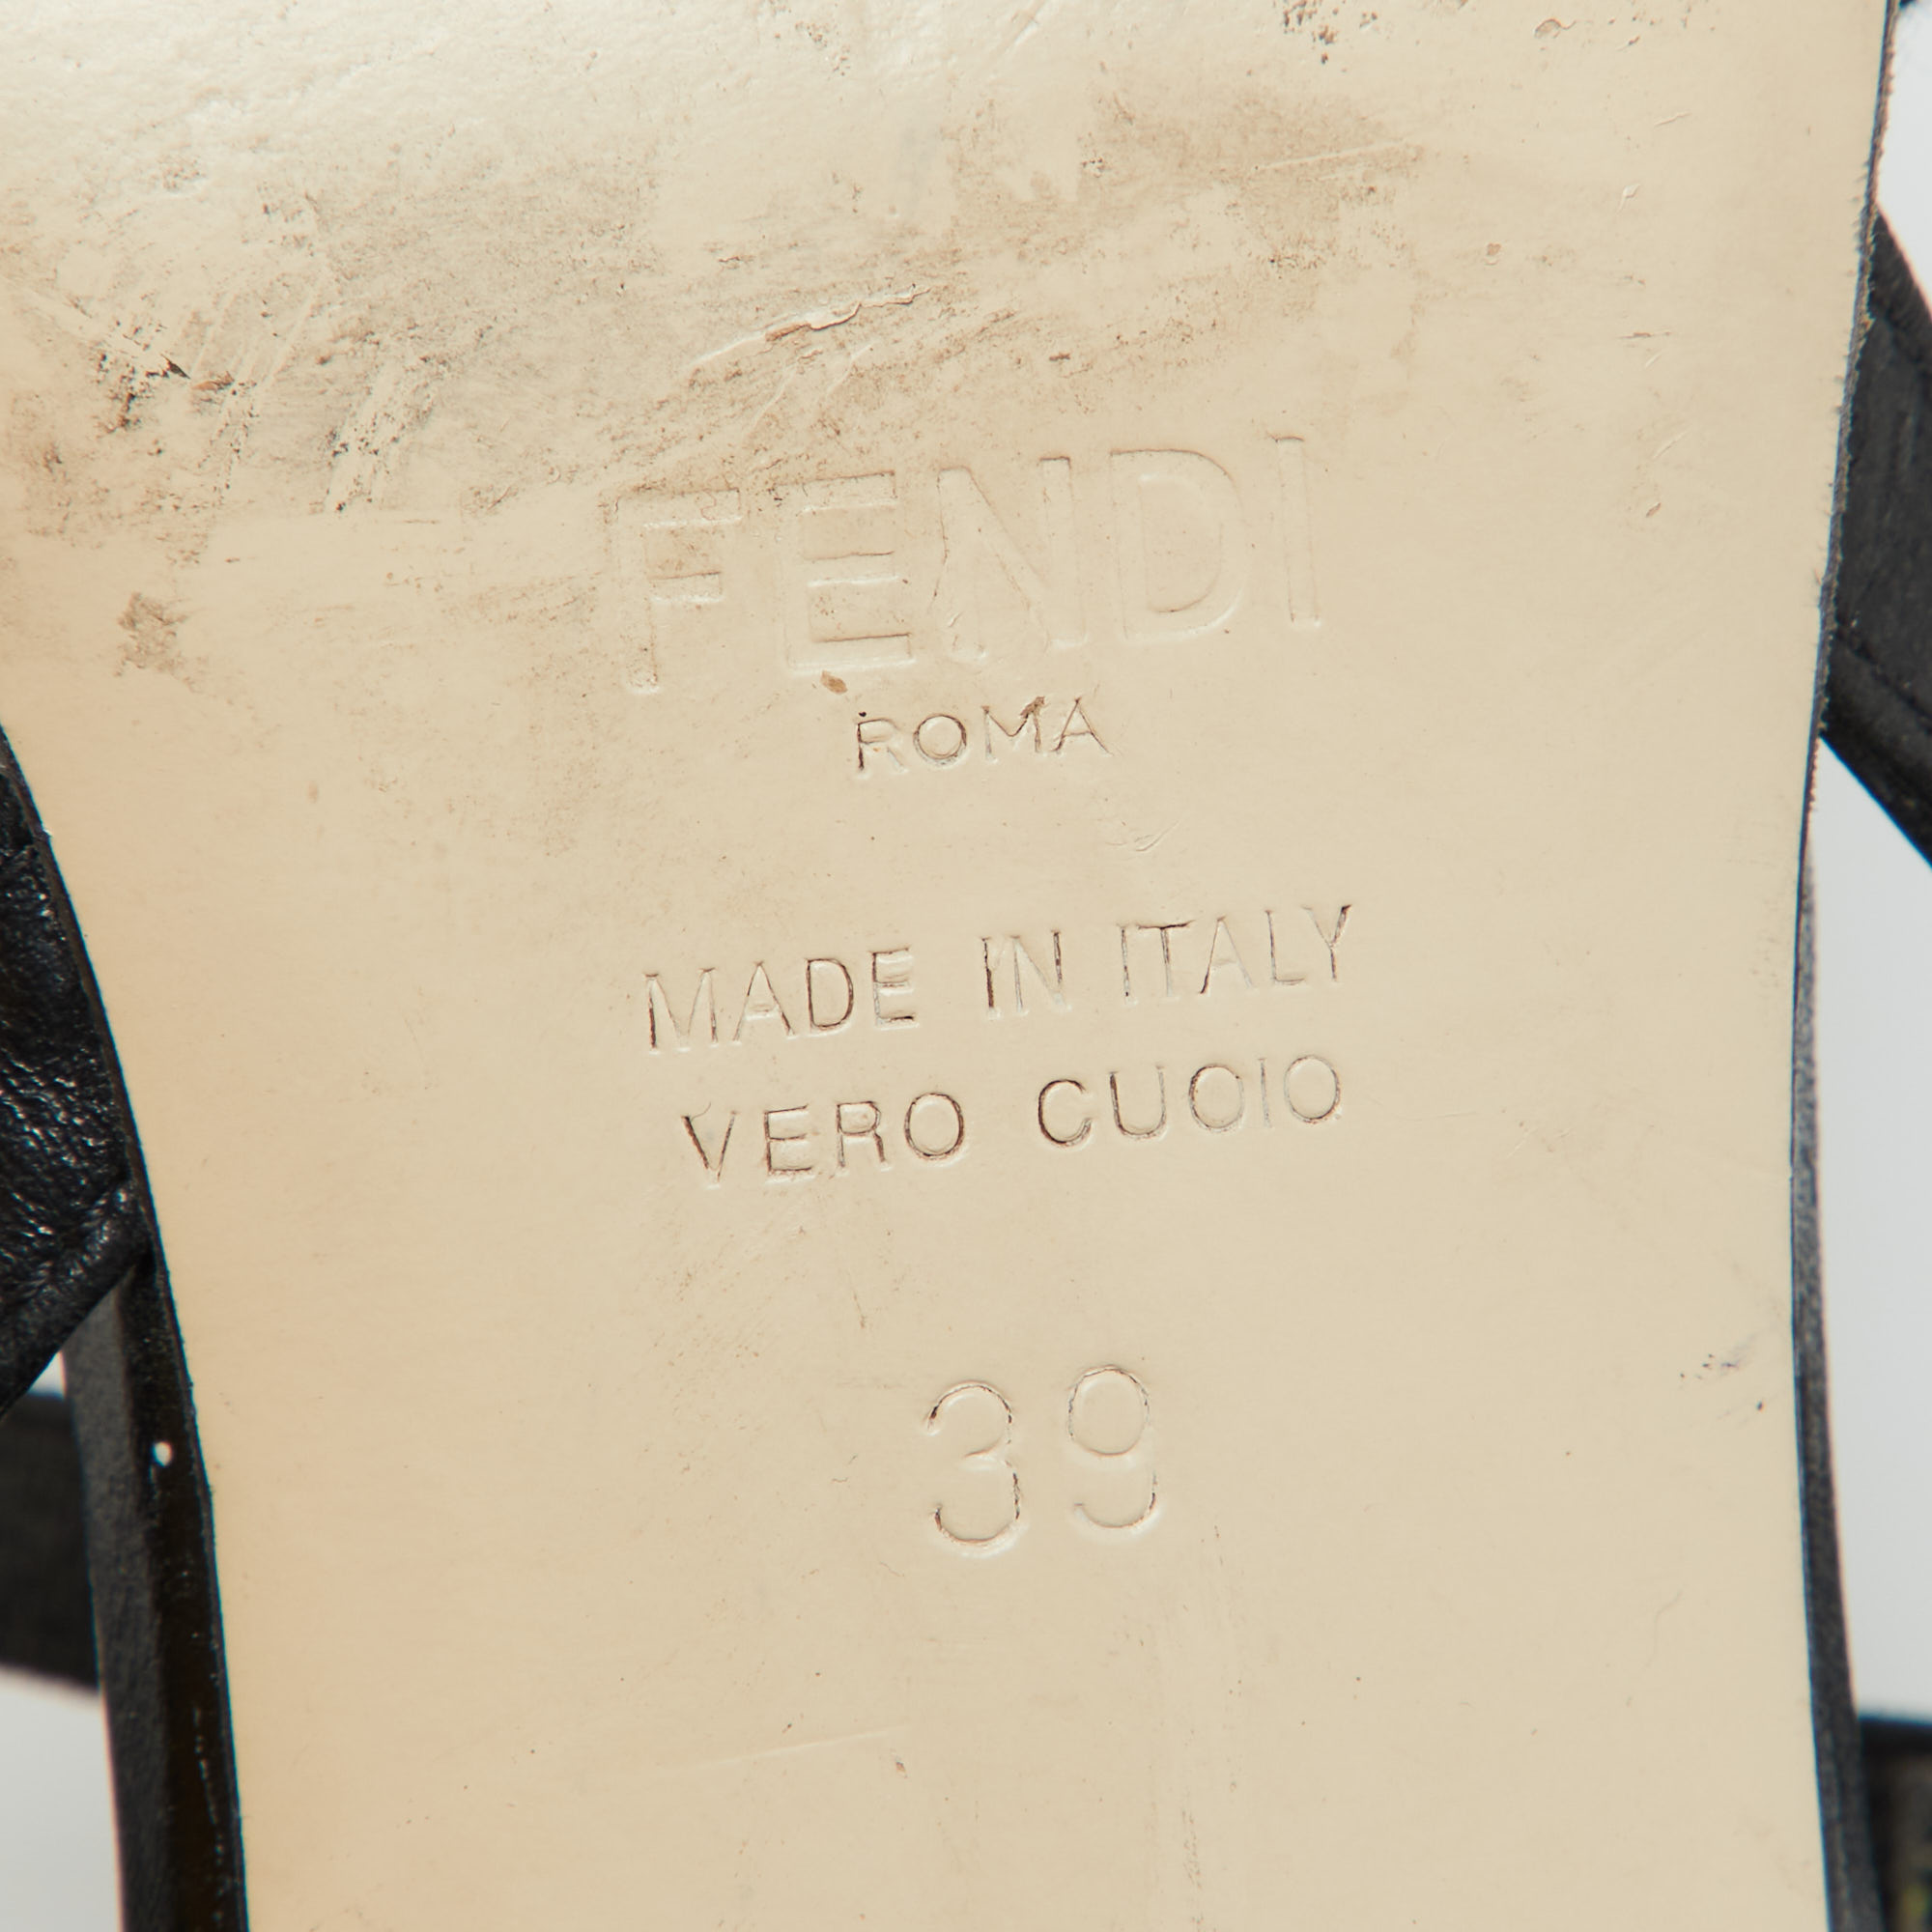 FENDI
ROMA
MADE IN ITALY
VERO CUOIO
39